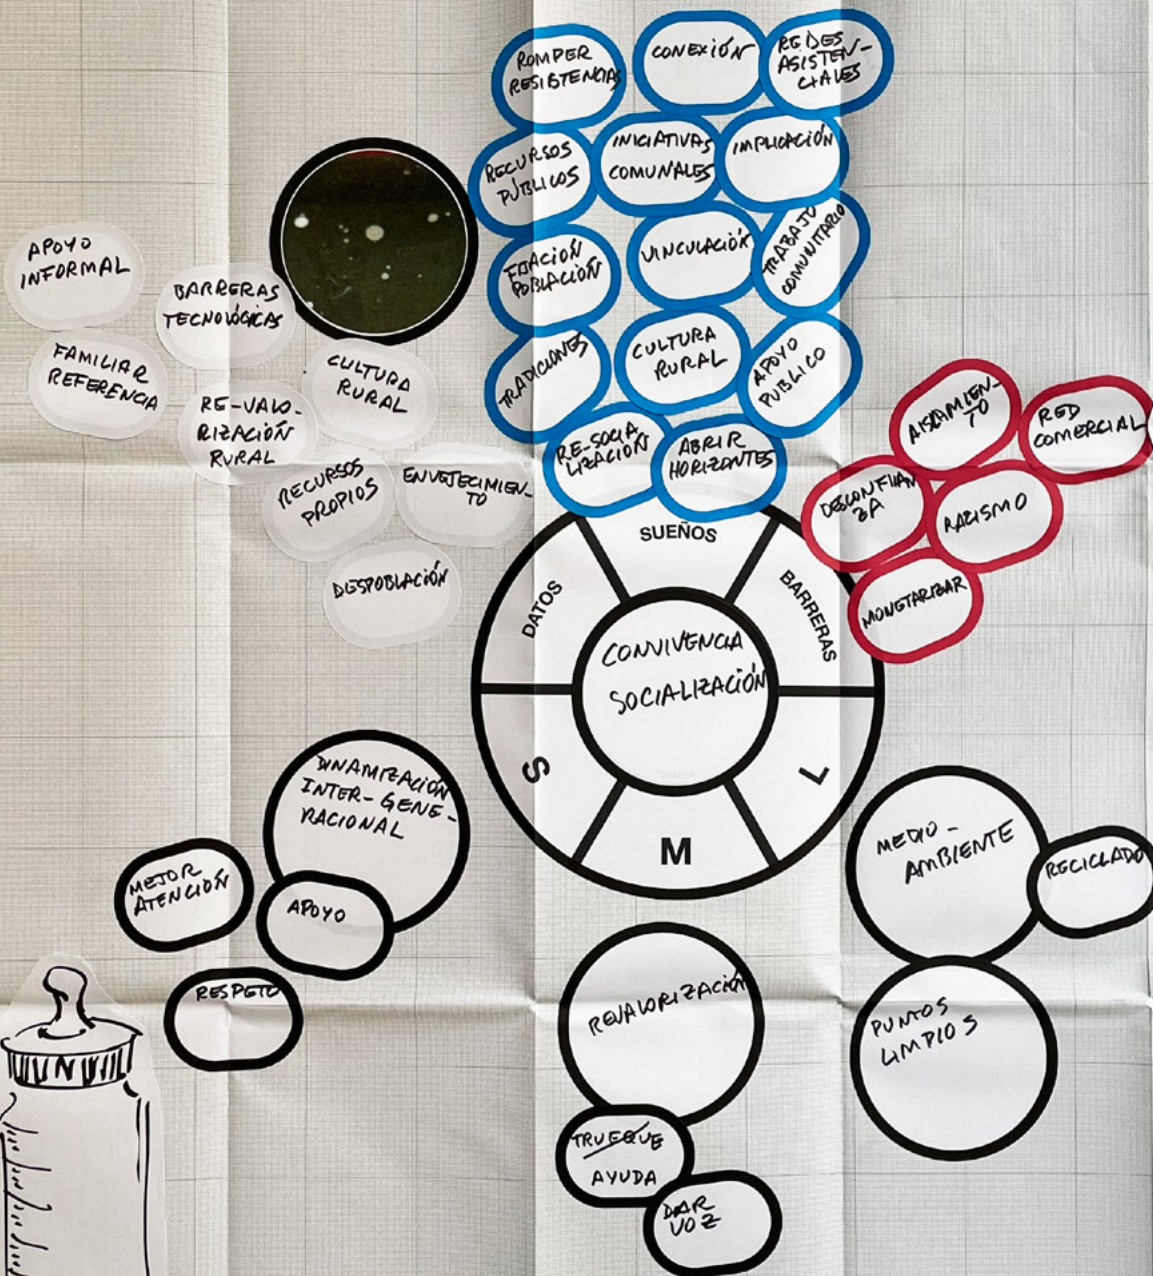 ROMPER
RESISTENCIAS
CONEXIÓN
REDES
ASISTEN-
CIALES
RECURSOS
PÚBLICOS
INICIATIVAS
COMUNALES
IMPLICACIÓN
FIJACIÓN
POBLACIÓN
VINCULACIÓN
TRABAJO
COMUNITARIO
TRADICIONES
CULTURA
RURAL
APOYO
PUBLICO
RE-SOCIA
LIZACIÓN
ABRIR
HORIZONTES
APOYO
INFORMAL
BARRERAS
TECNOLÓGICAS
FAMILIAR
REFERENCIA
RE-VALO-
RIZACIÓN
RURAL
CULTURA
RURAL
RECURSOS
PROPIOS
ENVEJECIMIEN-
TO
DESPOBLACIÓN
AISLAMIEN-
TO
RED
COMERCIAL
DESCONFIAN
ZA
RACISMO
MONETARIZAR
SUEÑOS
DATOS
BARRERAS
CONVIVENCIA
SOCIALIZACIÓN
S
M
L
DINAMIZACIÓN
INTER-GENE-
RACIONAL
MEJOR
ATENCIÓN
APOYO
RESPETO
MEDIO-
AMBIENTE
RECICLADO
PUNTOS
LIMPIOS
REVALORIZACIÓN
TRUEQUE
AYUDA
DAR
VOZ